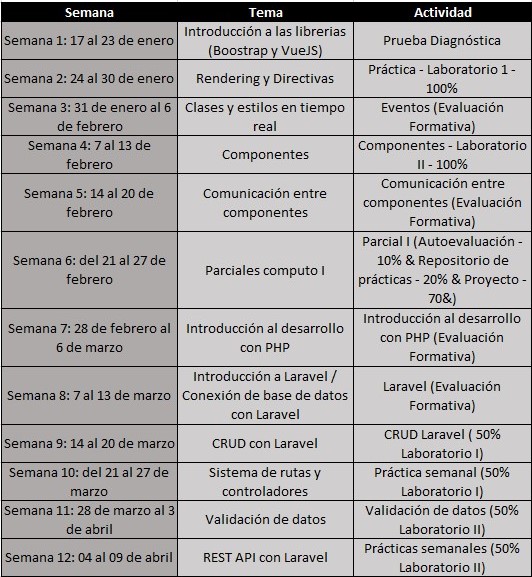 Semana Tema Actividad
Semana 1: 17 al 23 de enero
Introducción a las librerias
(Boostrap y VueJS)
Prueba Diagnóstica
Semana 2: 24 al 30 de enero
Rendering y Directivas
Práctica - Laboratorio 1 -
100%
Semana 3: 31 de enero al 6
de febrero
Clases y estilos en tiempo
real
Eventos (Evaluación
Formativa)
Semana 4: 7 al 13 de
febrero
Componentes
Componentes - Laboratorio
II - 100%
Semana 5: 14 al 20 de
febrero
Comunicación entre
componentes
Comunicación entre
componentes (Evaluación
Formativa)
Semana 6: del 21 al 27 de
febrero
Parciales computo I
Parcial I (Autoevaluación -
10% & Repositorio de
prácticas - 20% & Proyecto -
70&)
Semana 7: 28 de febrero al
6 de marzo
Introducción al desarrollo
con PHP
Introducción al desarrollo
con PHP (Evaluación
Formativa)
Semana 8: 7 al 13 de marzo
Introducción a Laravel /
Conexión de base de datos
con Laravel
Laravel (Evaluación
Formativa)
Semana 9: 14 al 20 de marzo
CRUD con Laravel
CRUD Laravel ( 50%
Laboratorio I)
Semana 10: del 21 al 27 de
marzo
Sistema de rutas y
controladores
Práctica semanal (50%
Laboratorio I)
Semana 11: 28 de marzo al 3
de abril
Validación de datos
Validación de datos (50%
Laboratorio II)
Semana 12: 04 al 09 de abril
REST API con Laravel
Prácticas semanales (50%
Laboratorio II)